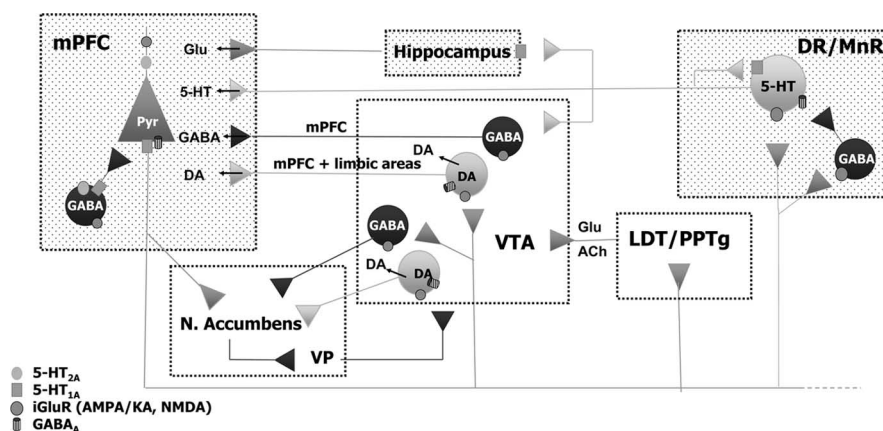 mPFC
Glu
Hippocampus
DR/MnR
5-HT
5-HT
Pyr
GABA
mPFC
GABA
DA
GABA
DA
mPFC + limbic areas
DA
GABA
GABA
VTA
Glu
ACh
LDT/PPTg
DA
DA
N. Accumbens
VP
5-HT2A
5-HT1A
iGluR (AMPA/KA, NMDA)
GABAA